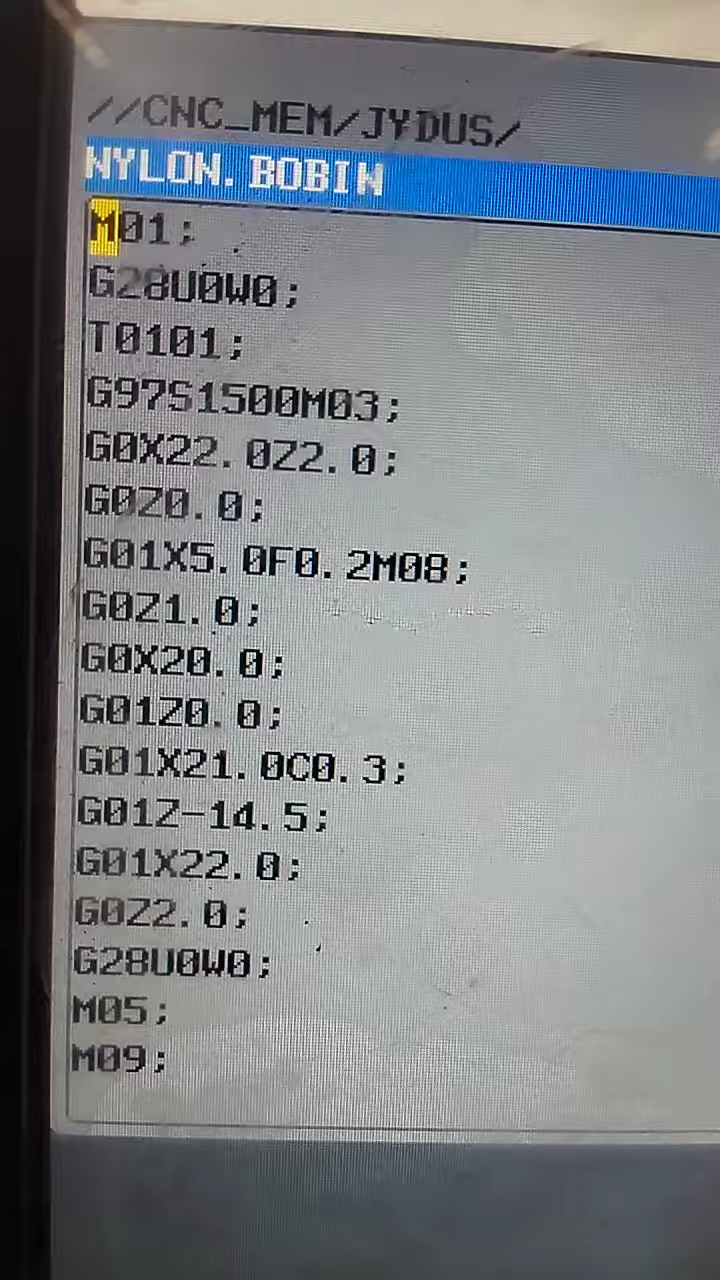 //CNC_MEM/JYDUS/
NYLON.BOBIN
M01;
G28U0W0;
T0101;
G97S1500M03;
G0X22.0Z2.0;
G0Z0.0;
G01X5.0F0.2M08;
G0Z1.0;
G0X20.0;
G01Z0.0;
G01X21.0C0.3;
G01Z-14.5;
G01X22.0;
G0Z2.0;
G28U0W0;
M05;
M09;